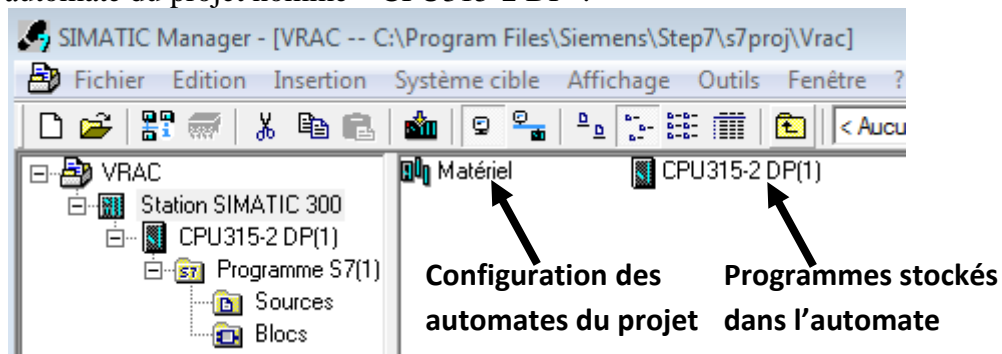 automate du projet nommé « CPU315-2 DP ».
SIMATIC Manager - [VRAC -- C:\Program Files\Siemens\Step7\s7proj\Vrac]
Fichier Edition Insertion Système cible Affichage Outils Fenêtre ?
< Aucu
VRAC
Station SIMATIC 300
CPU315-2 DP(1)
Programme S7(1)
Sources
Blocs
Matériel CPU315-2 DP(1)
Configuration des
automates du projet
Programmes stockés
dans l’automate